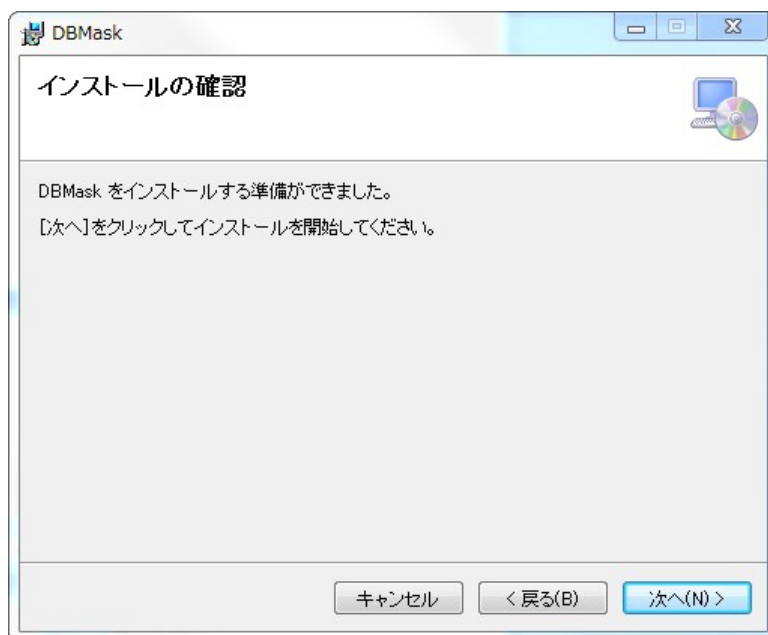 DBMask
インストールの確認
DBMask をインストールする準備ができました。
[次へ]をクリックしてインストールを開始してください。
キャンセル
< 戻る(B)
次へ(N) >